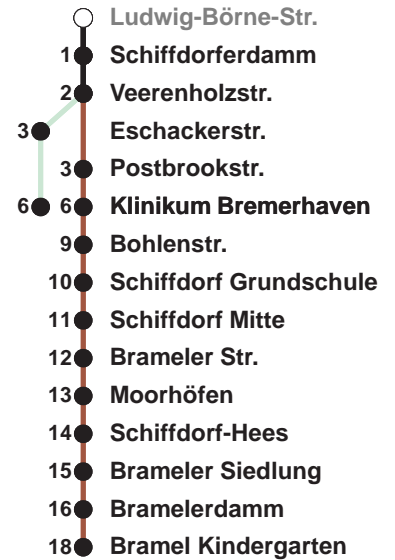 Ludwig-Börne-Str.
1 Schiffdorferdamm
2 Veerenholzstr.
3 Eschackerstr.
3 Postbrookstr.
6 6 Klinikum Bremerhaven
9 Bohlenstr.
10 Schiffdorf Grundschule
11 Schiffdorf Mitte
12 Brameler Str.
13 Moorhöfen
14 Schiffdorf-Hees
15 Brameler Siedlung
16 Bramelerdamm
18 Bramel Kindergarten